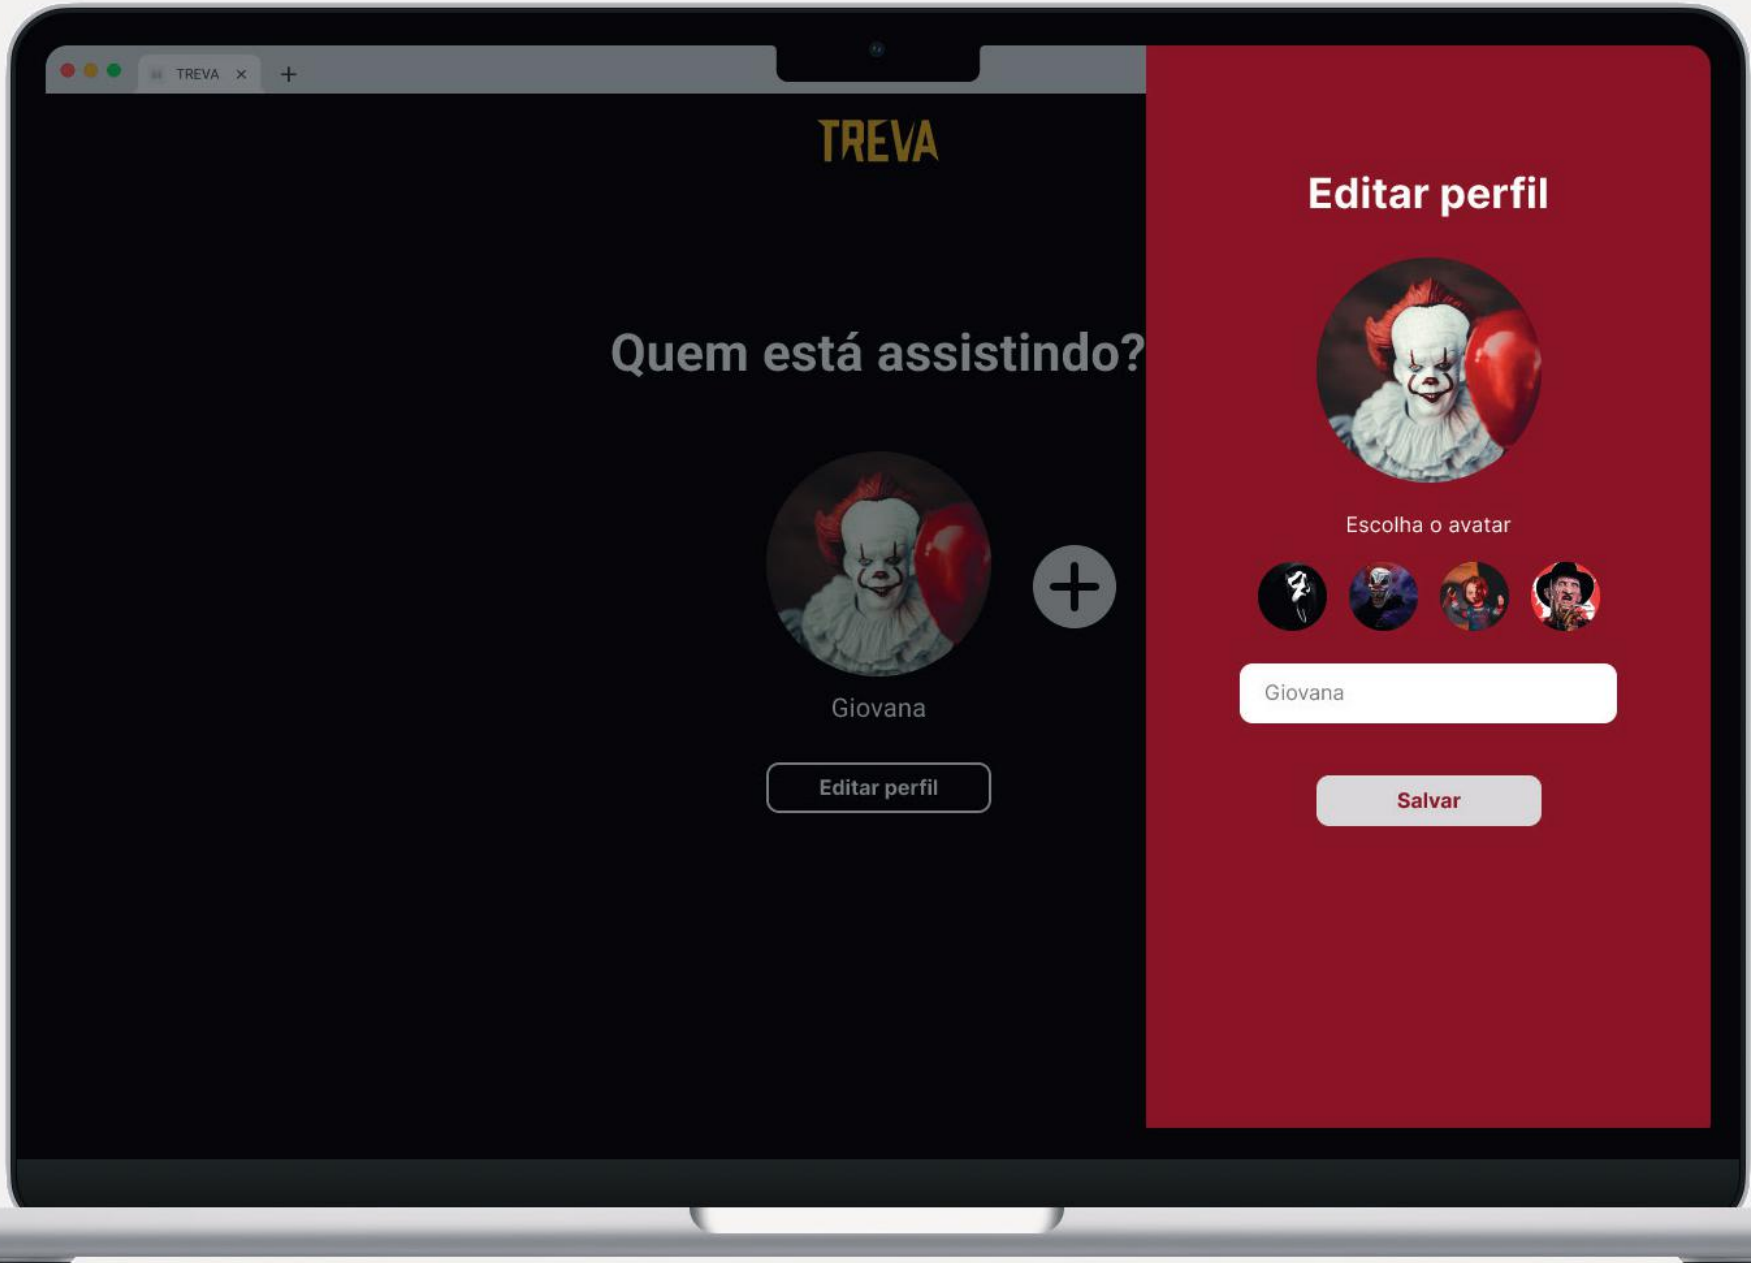 TREVA
TREVA
Quem está assistindo?
Giovana
Editar perfil
Editar perfil
Escolha o avatar
Giovana
Salvar